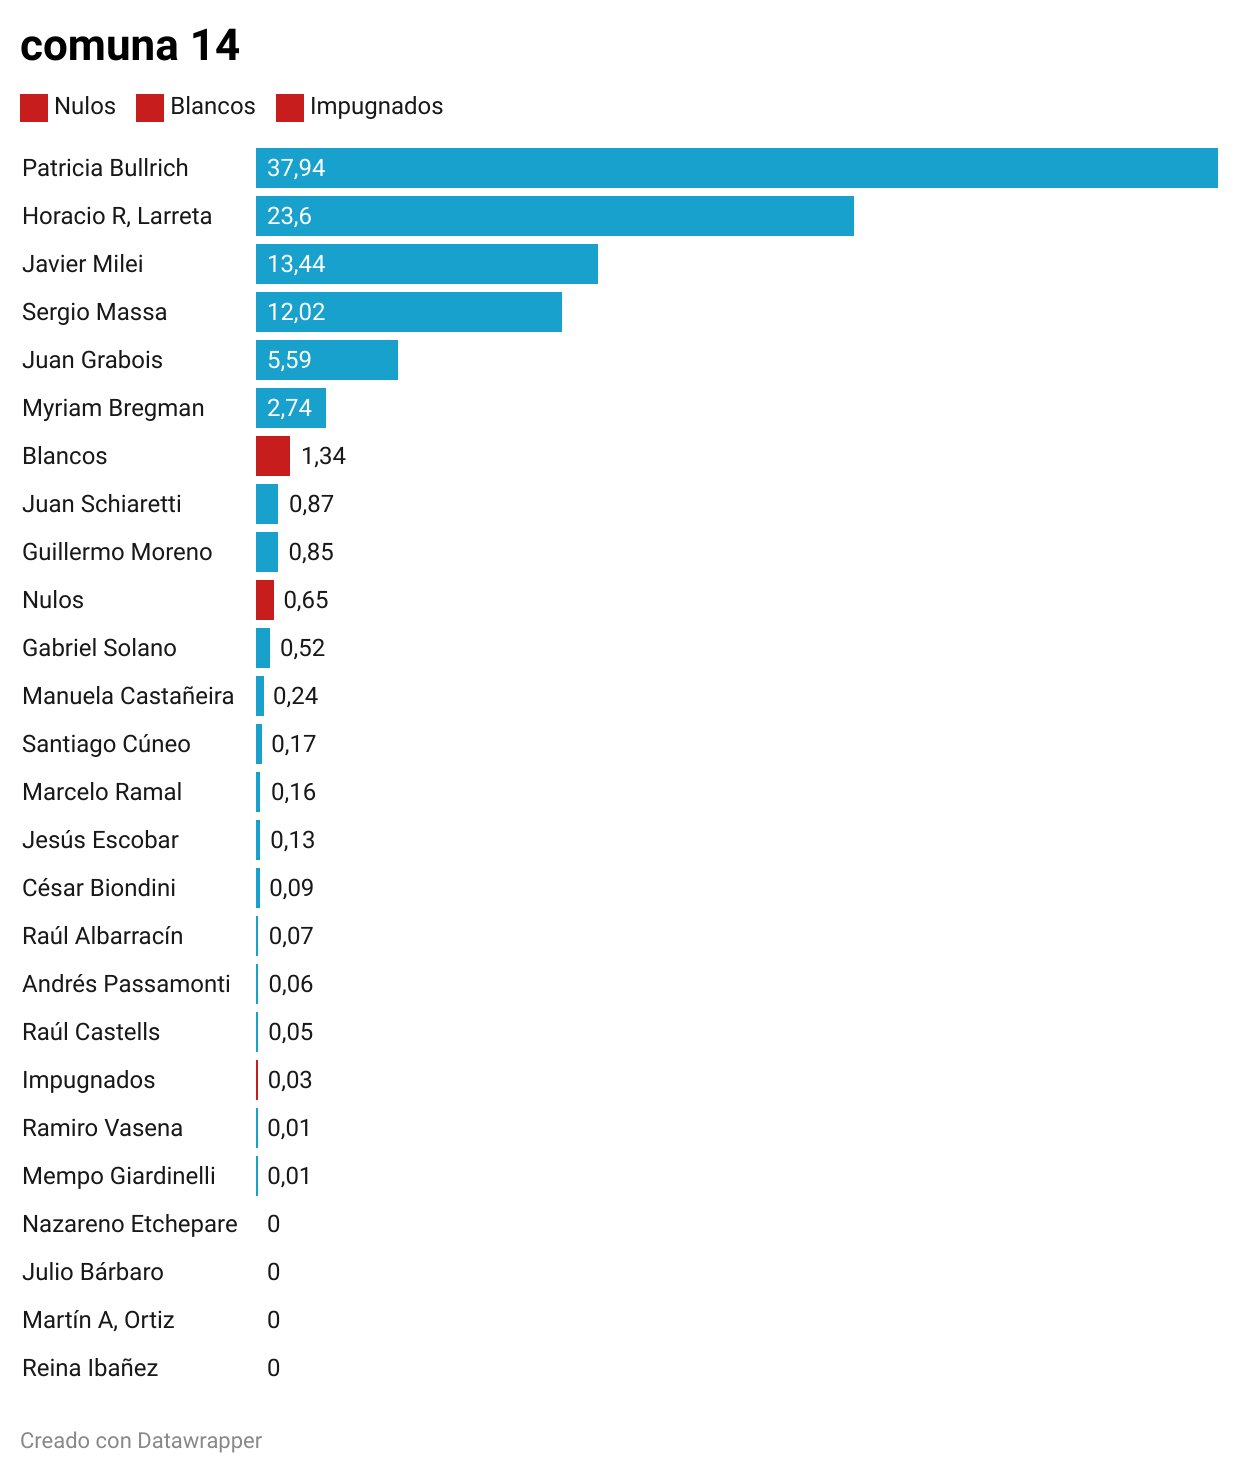 comuna 14
Nulos Blancos Impugnados
Patricia Bullrich 37,94
Horacio R, Larreta 23,6
Javier Milei 13,44
Sergio Massa 12,02
Juan Grabois 5,59
Myriam Bregman 2,74
Blancos 1,34
Juan Schiaretti 0,87
Guillermo Moreno 0,85
Nulos 0,65
Gabriel Solano 0,52
Manuela Castañeira 0,24
Santiago Cúneo 0,17
Marcelo Ramal 0,16
Jesús Escobar 0,13
César Biondini 0,09
Raúl Albarracín 0,07
Andrés Passamonti 0,06
Raúl Castells 0,05
Impugnados 0,03
Ramiro Vasena 0,01
Mempo Giardinelli 0,01
Nazareno Etchepare 0
Julio Bárbaro 0
Martín A, Ortiz 0
Reina Ibañez 0
Creado con Datawrapper